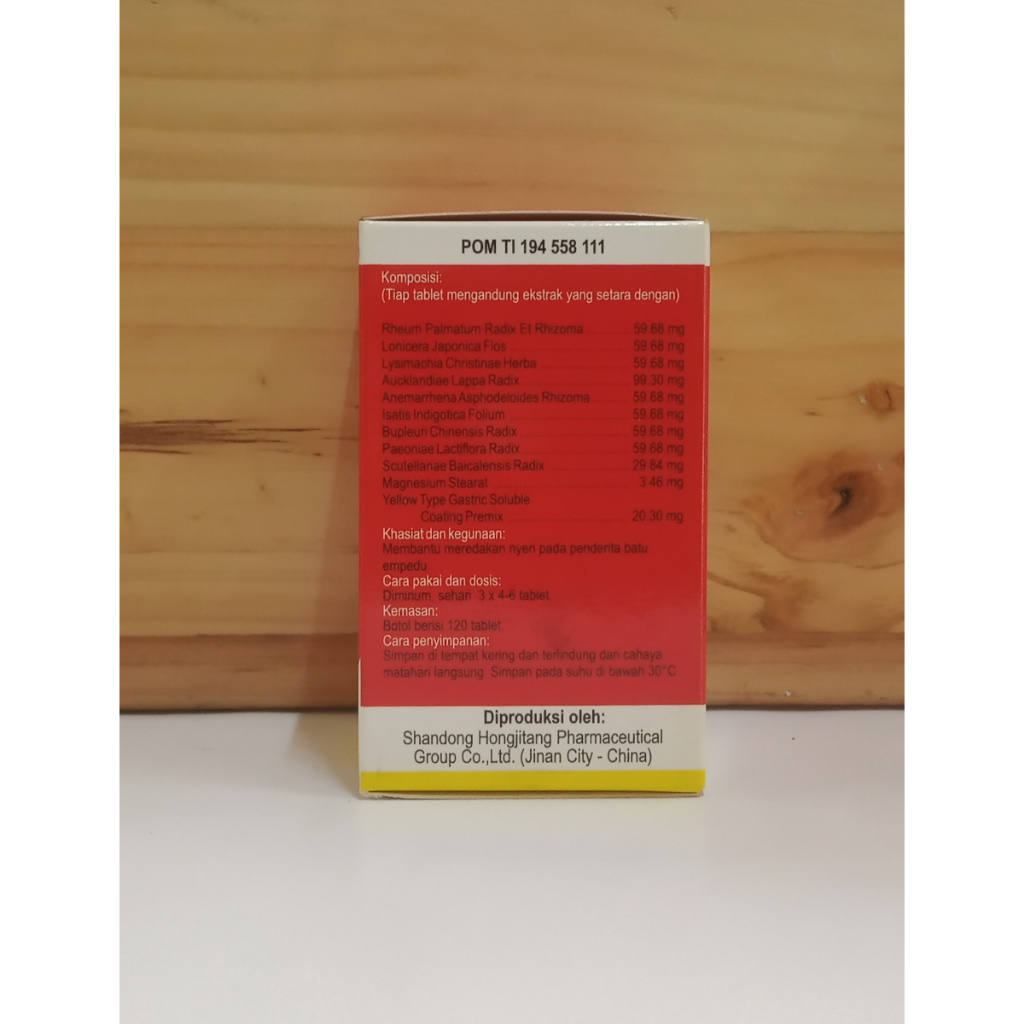 POM TI 194 558 111
Komposisi:
(Tiap tablet mengandung ekstrak yang setara dengan)
Rheum Palmatum Radix Et Rhizoma 59.68 mg
Lonicera Japonica Flos 59.68 mg
Lysimachia Christinae Herba 59.68 mg
Aucklandiae Lappa Radix 99.30 mg
Anemarrhena Asphodeloides Rhizoma 59.68 mg
Isatis Indigotica Folium 59.68 mg
Bupleuri Chinensis Radix 59.68 mg
Paeoniae Lactiflora Radix 59.68 mg
Scutellariae Baicalensis Radix 29.84 mg
Magnesium Stearat 3.46 mg
Yellow Type Gastric Soluble
Coating Premix 20.30 mg
Khasiat dan kegunaan:
Membantu meredakan nyeri pada penderita batu
empedu
Cara pakai dan dosis:
Diminum, sehari 3 x 4-6 tablet.
Kemasan:
Botol berisi 120 tablet
Cara penyimpanan:
Simpan di tempat kering dan terlindung dari cahaya
matahari langsung. Simpan pada suhu di bawah 30°C
Diproduksi oleh:
Shandong Hongjitang Pharmaceutical
Group Co.,Ltd. (Jinan City - China)